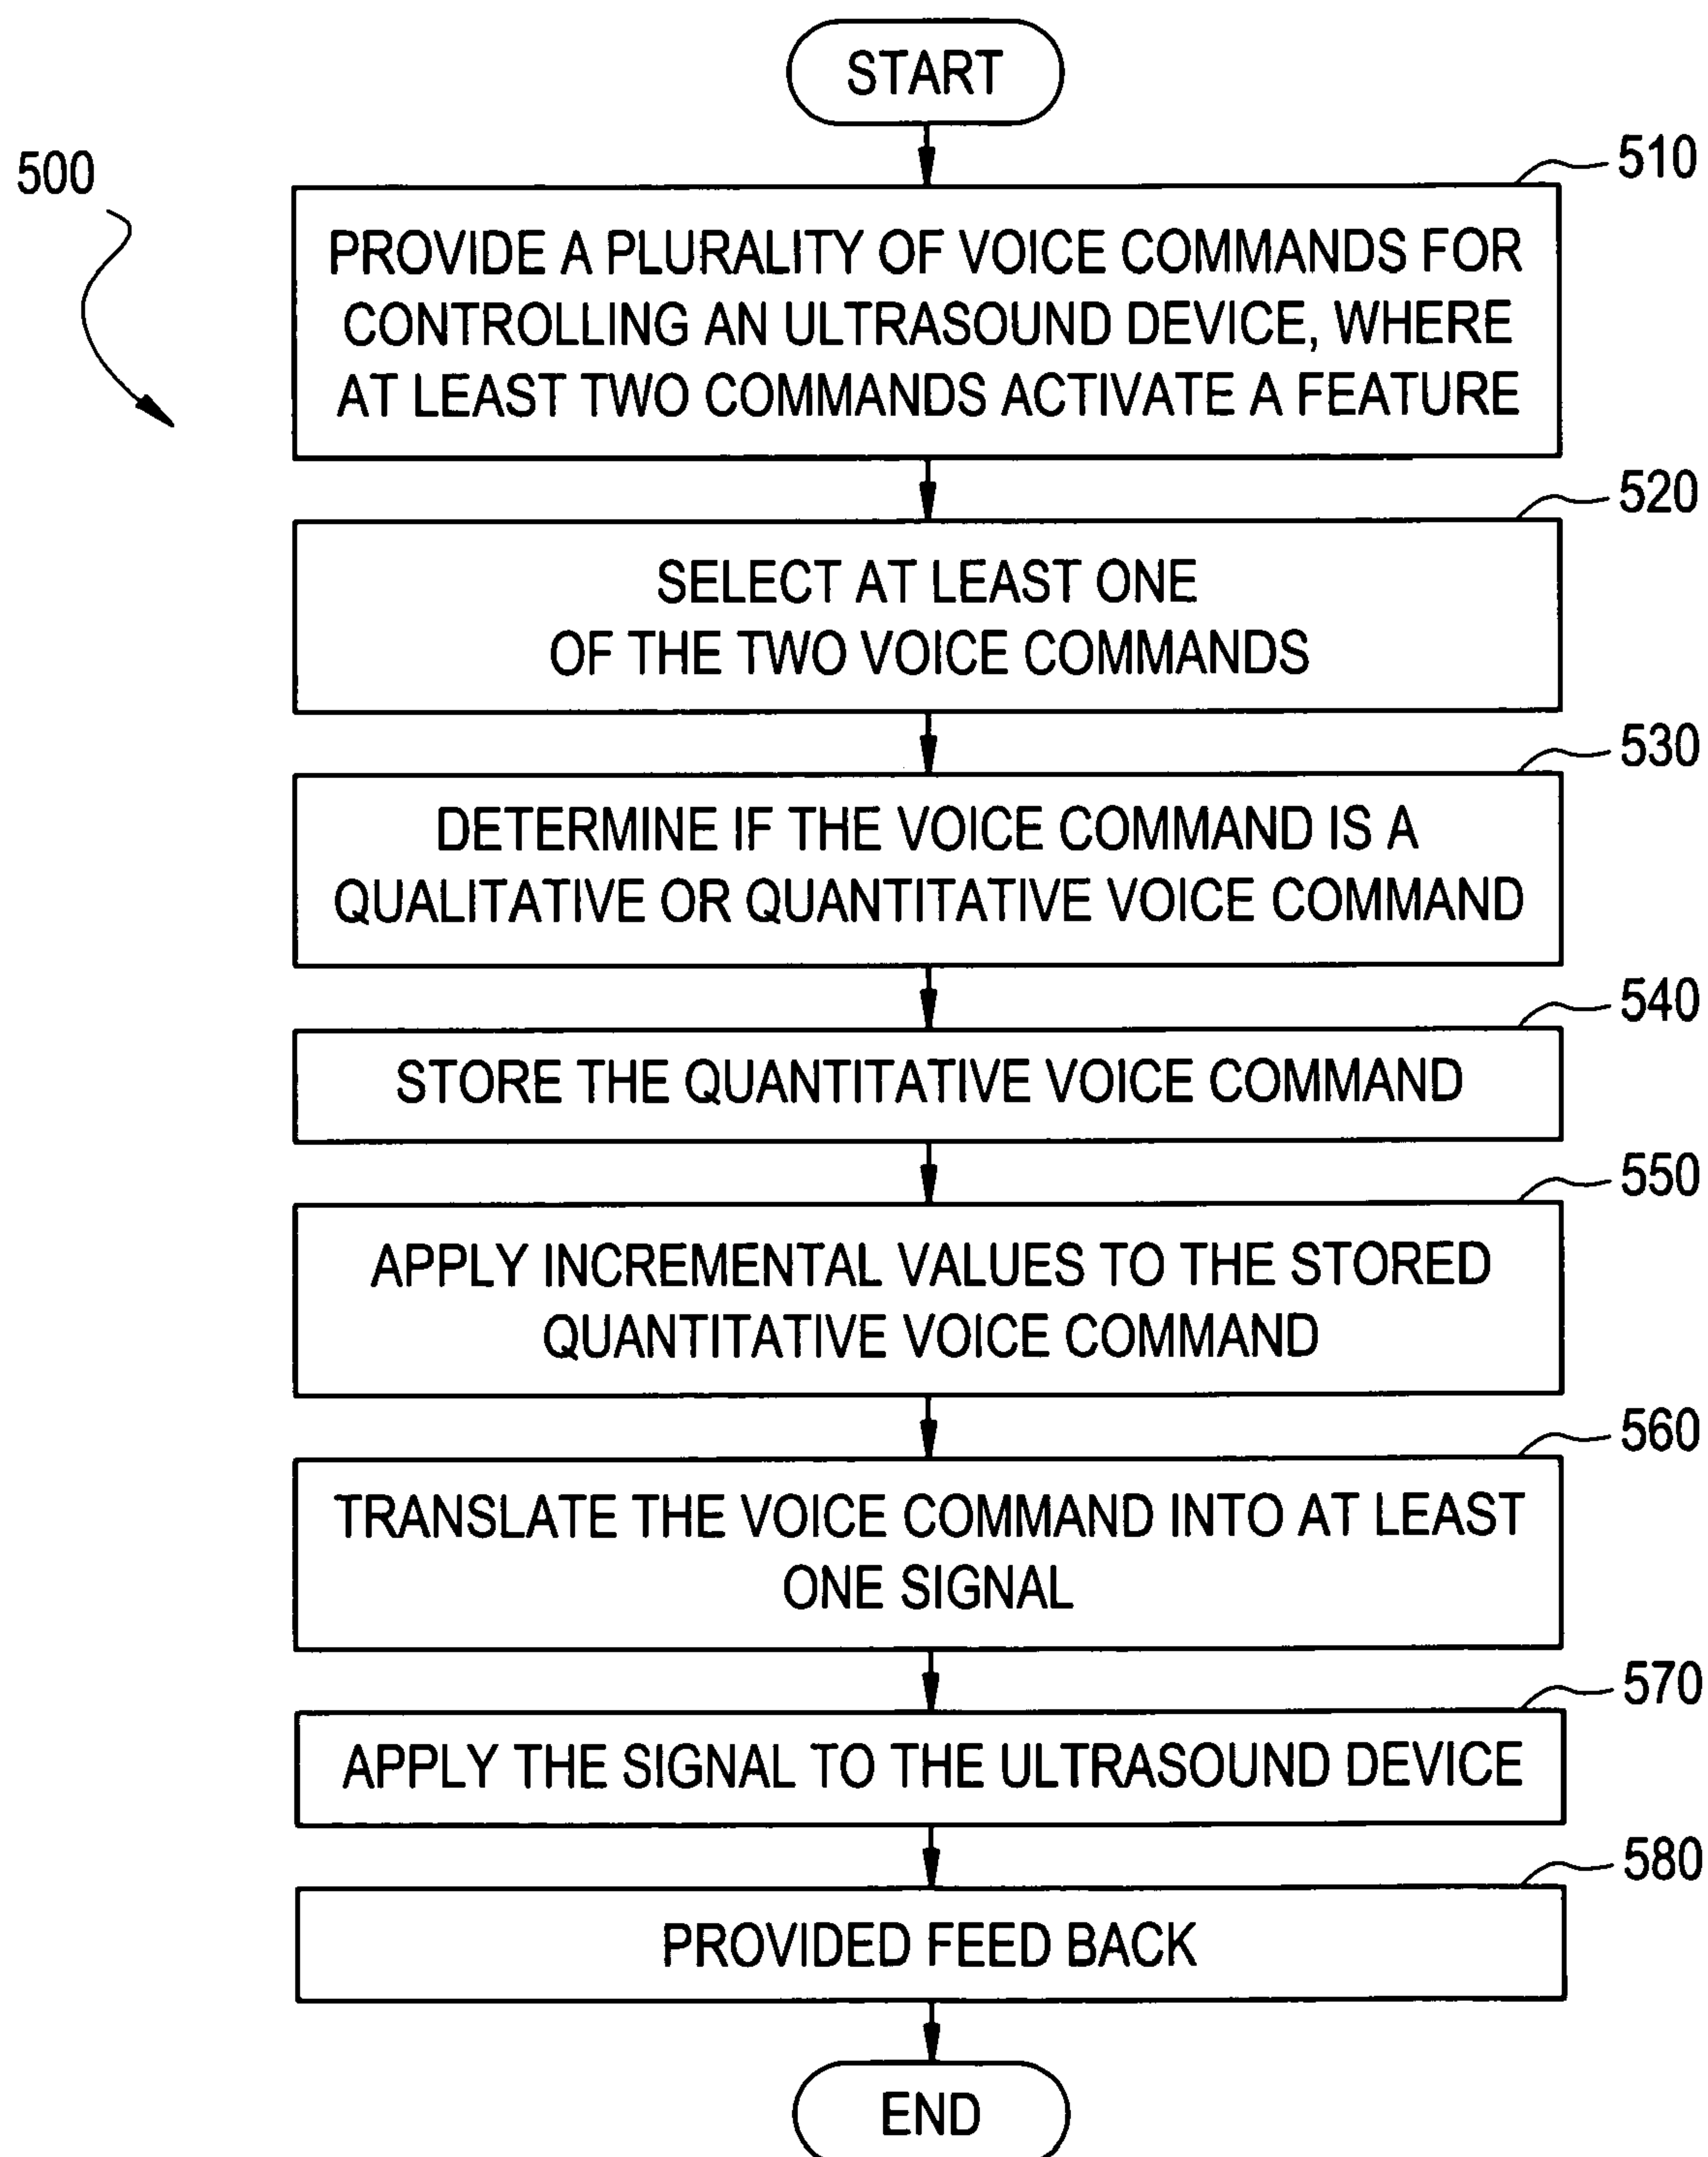 START
500
510
PROVIDE A PLURALITY OF VOICE COMMANDS FOR
CONTROLLING AN ULTRASOUND DEVICE, WHERE
AT LEAST TWO COMMANDS ACTIVATE A FEATURE
520
SELECT AT LEAST ONE
OF THE TWO VOICE COMMANDS
530
DETERMINE IF THE VOICE COMMAND IS A
QUALITATIVE OR QUANTITATIVE VOICE COMMAND
540
STORE THE QUANTITATIVE VOICE COMMAND
550
APPLY INCREMENTAL VALUES TO THE STORED
QUANTITATIVE VOICE COMMAND
560
TRANSLATE THE VOICE COMMAND INTO AT LEAST
ONE SIGNAL
570
APPLY THE SIGNAL TO THE ULTRASOUND DEVICE
580
PROVIDED FEED BACK
END